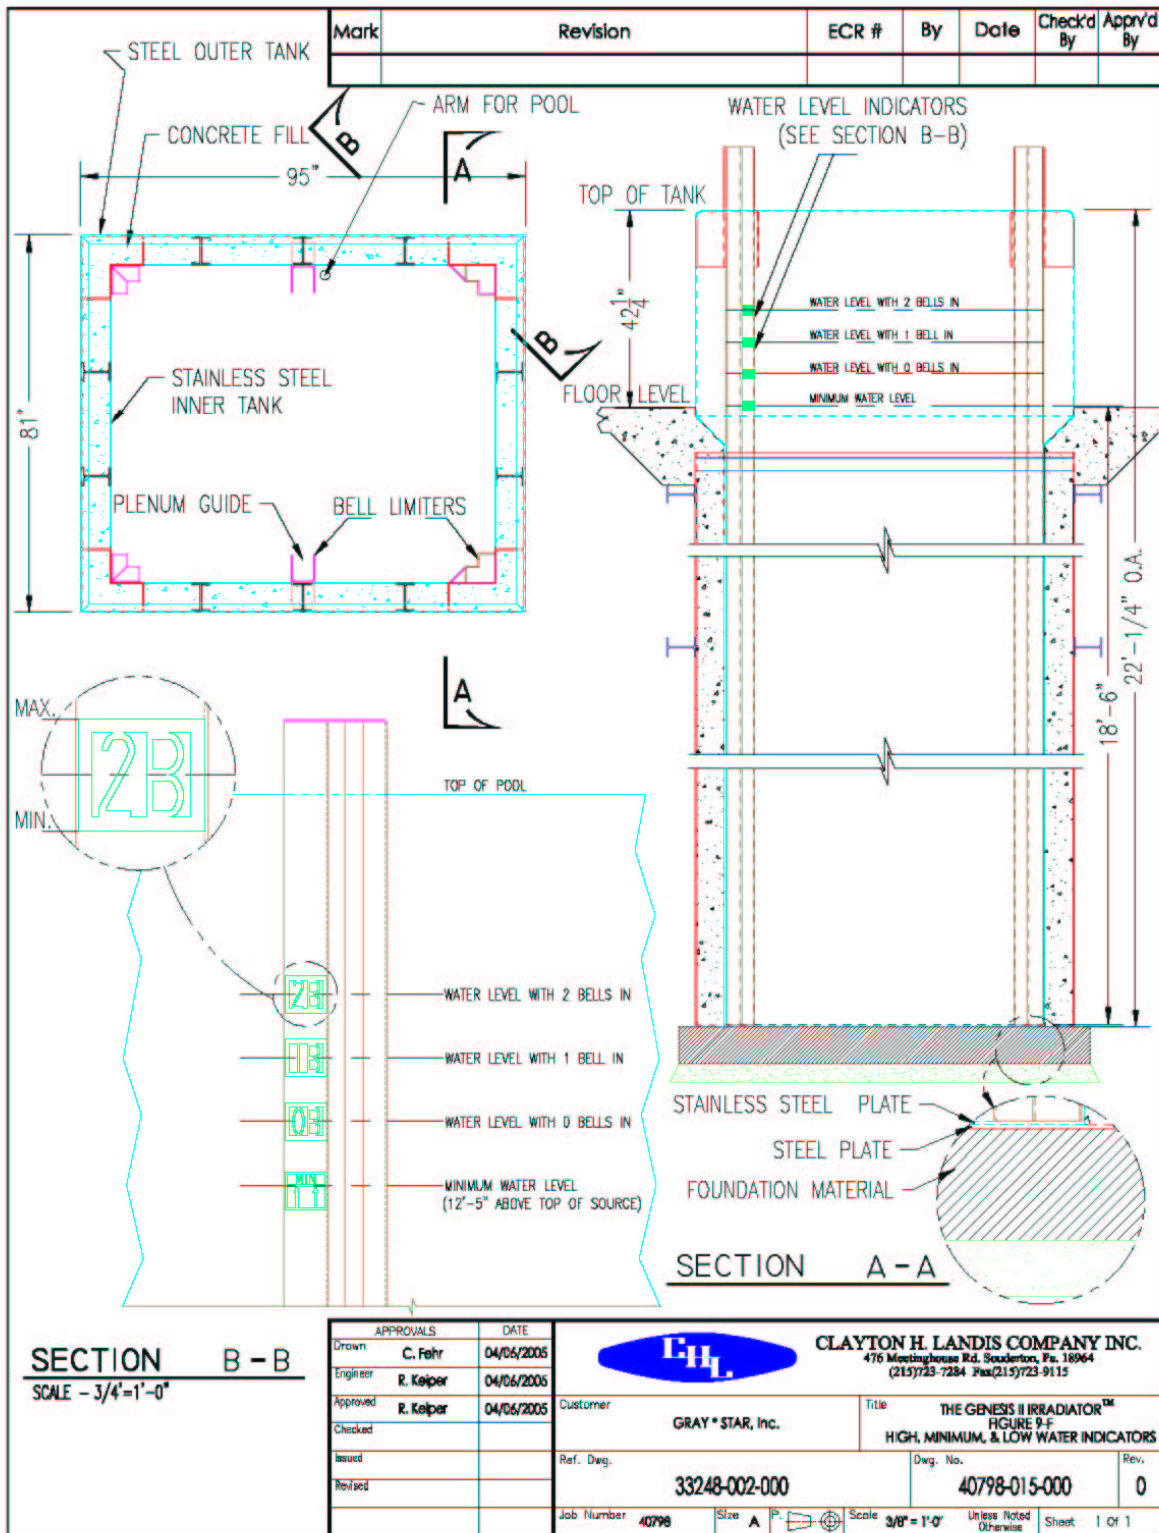 Mark Revision ECR # By Date Check'd By Apprv'd By
STEEL OUTER TANK
CONCRETE FILL
ARM FOR POOL
B
A
95"
81"
B
STAINLESS STEEL
INNER TANK
PLENUM GUIDE
BELL LIMITERS
A
WATER LEVEL INDICATORS
(SEE SECTION B-B)
TOP OF TANK
42 1/4"
WATER LEVEL WITH 2 BELLS IN
WATER LEVEL WITH 1 BELL IN
WATER LEVEL WITH 0 BELLS IN
MINIMUM WATER LEVEL
FLOOR LEVEL
18'-6"
22'-1/4" O.A.
STAINLESS STEEL PLATE
STEEL PLATE
FOUNDATION MATERIAL
SECTION A-A
MAX.
2B
MIN.
TOP OF POOL
2B
WATER LEVEL WITH 2 BELLS IN
1B
WATER LEVEL WITH 1 BELL IN
0B
WATER LEVEL WITH 0 BELLS IN
MIN
MINIMUM WATER LEVEL
(12'-5" ABOVE TOP OF SOURCE)
SECTION B-B
SCALE - 3/4"=1'-0"
APPROVALS DATE
Drawn C. Fehr 04/06/2005
Engineer R. Keiper 04/06/2005
Approved R. Keiper 04/06/2005
Checked
Issued
Revised
CHL
CLAYTON H. LANDIS COMPANY INC.
476 Meetinghouse Rd. Souderton, Pa. 18964
(215)723-7284 Fax(215)723-9115
Customer
GRAY*STAR, Inc.
Title
THE GENESIS II IRRADIATOR™
FIGURE 9-F
HIGH, MINIMUM, & LOW WATER INDICATORS
Ref. Dwg.
33248-002-000
Dwg. No.
40798-015-000
Rev.
0
Job Number 40798 Size A P. Scale 3/8" = 1'-0" Unless Noted Otherwise Sheet 1 Of 1